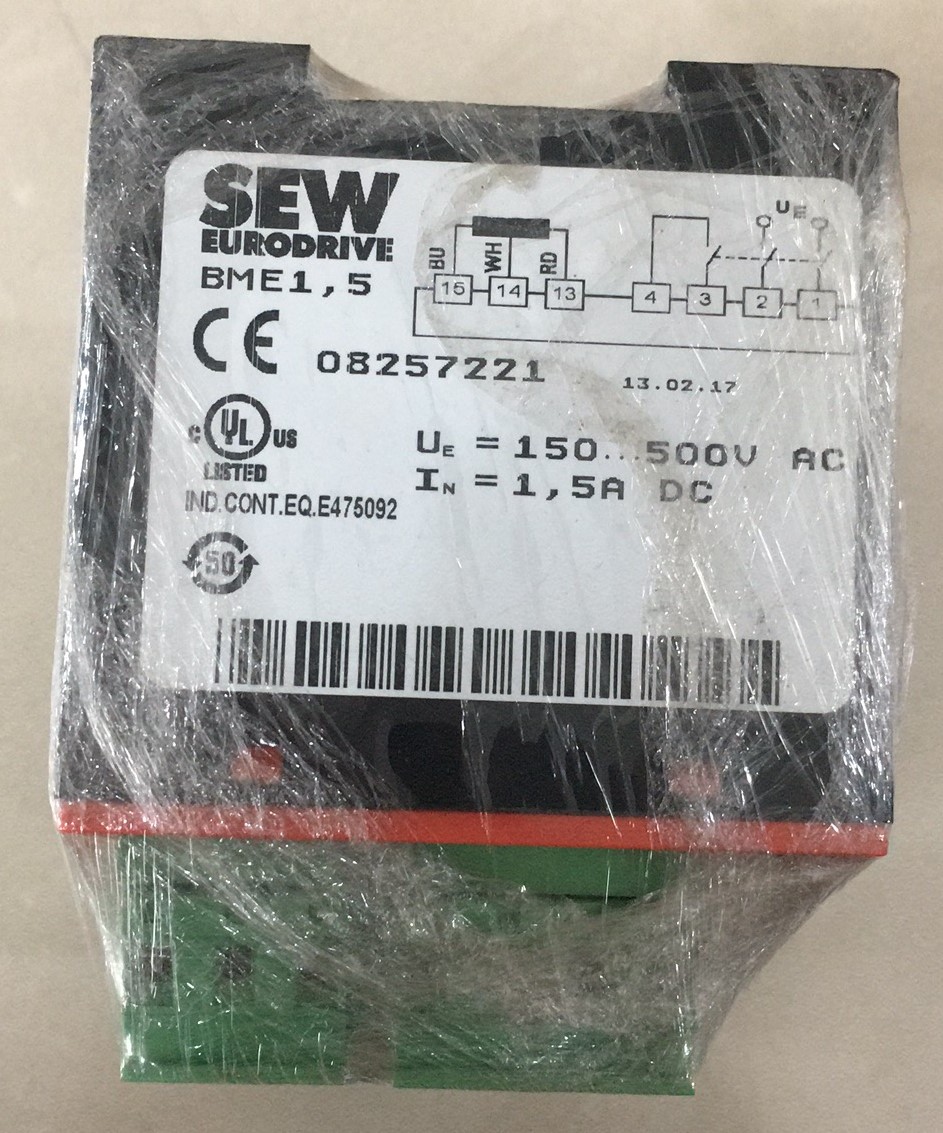 SEW
EURODRIVE
BME1,5
CE 08257221
13.02.17
C UL US
LISTED
IND.CONT.EQ.E475092
50
UE = 150...500V AC
IN = 1,5A DC
BU WH RD
UE
15 14 13 4 3 2 1